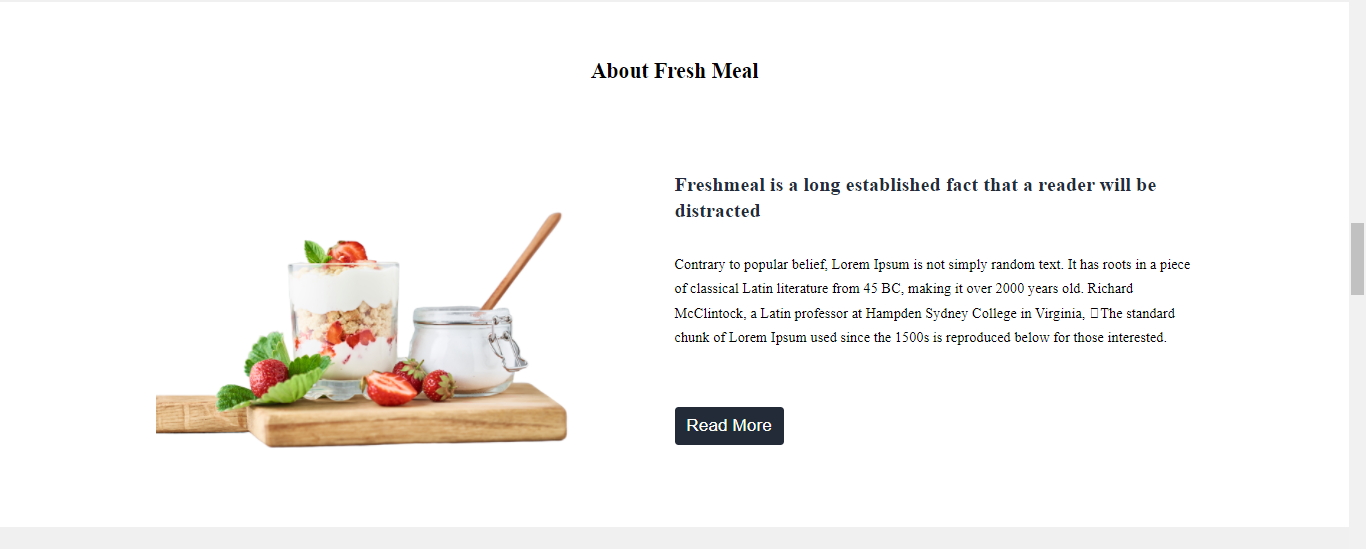 About Fresh Meal
Freshmeal is a long established fact that a reader will be
distracted
Contrary to popular belief, Lorem Ipsum is not simply random text. It has roots in a piece
of classical Latin literature from 45 BC, making it over 2000 years old. Richard
McClintock, a Latin professor at Hampden Sydney College in Virginia, ▯The standard
chunk of Lorem Ipsum used since the 1500s is reproduced below for those interested.
Read More